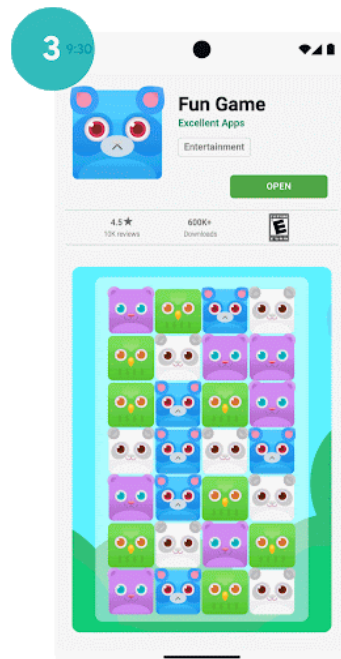 3
9:30
Fun Game
Excellent Apps
Entertainment
OPEN
4.5★ 600K+ E
10K reviews Downloads